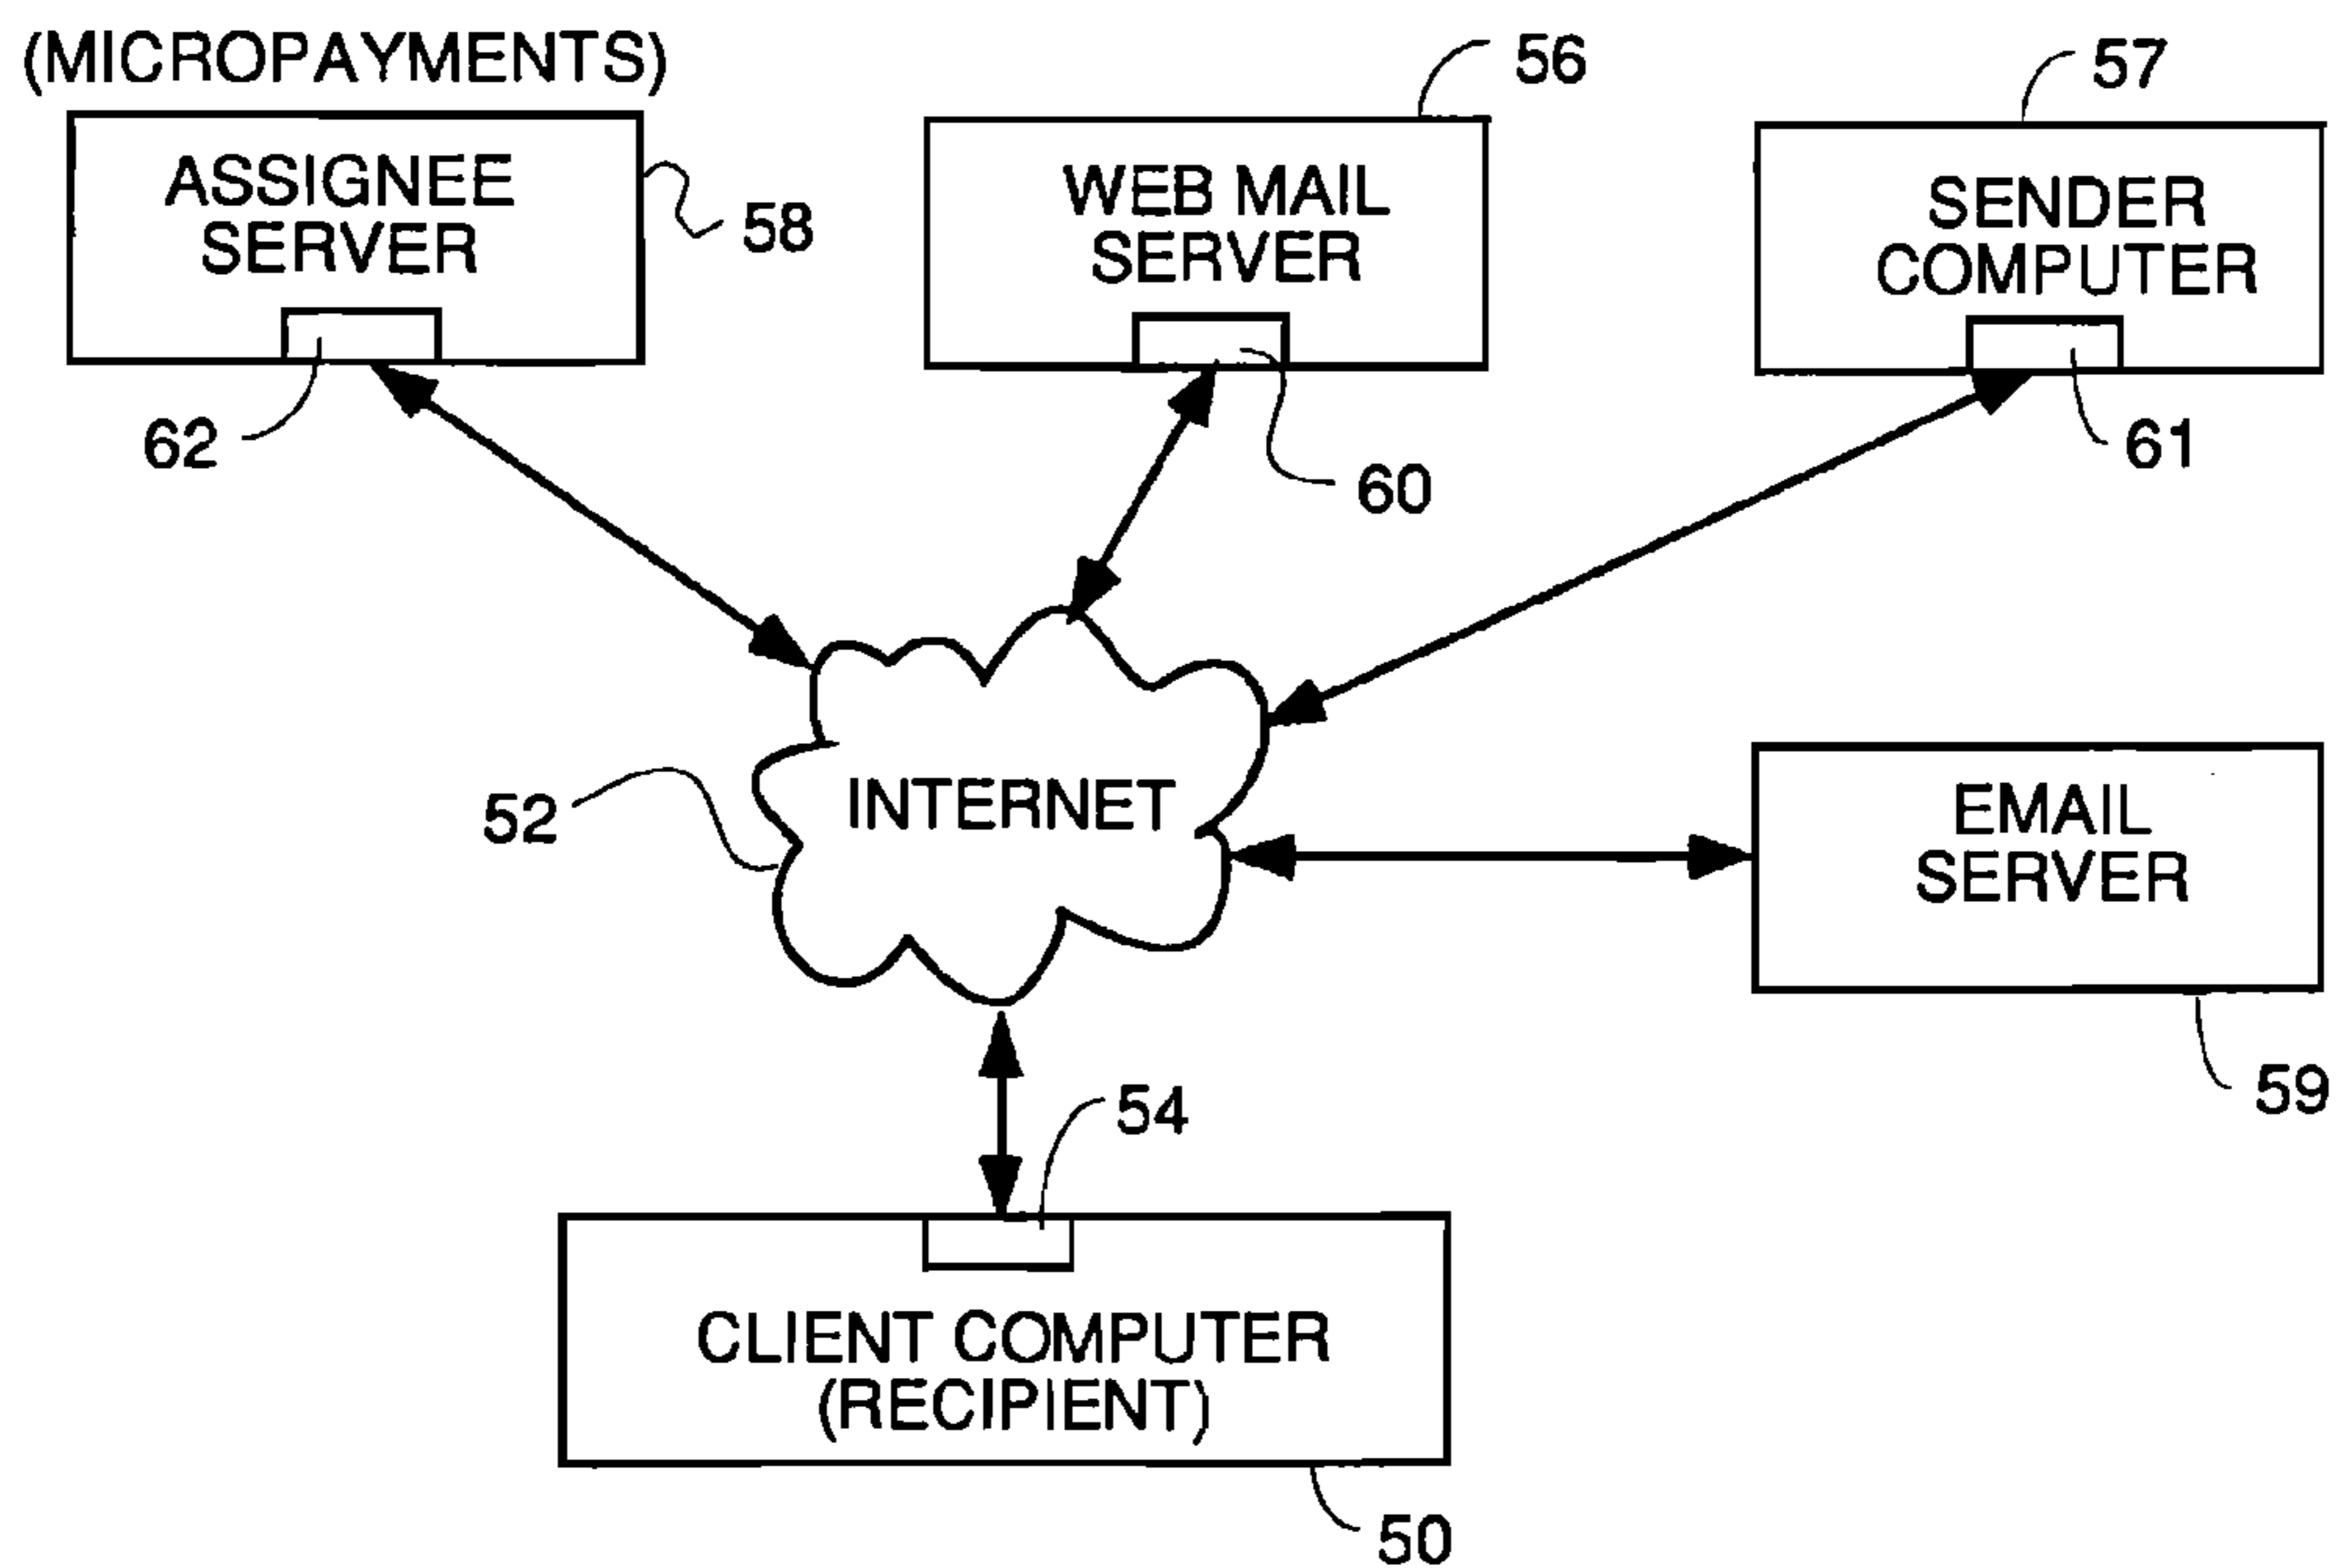 (MICROPAYMENTS)
56
57
ASSIGNEE
SERVER
58
WEB MAIL
SERVER
SENDER
COMPUTER
62
60
61
52
INTERNET
EMAIL
SERVER
59
54
CLIENT COMPUTER
(RECIPIENT)
50